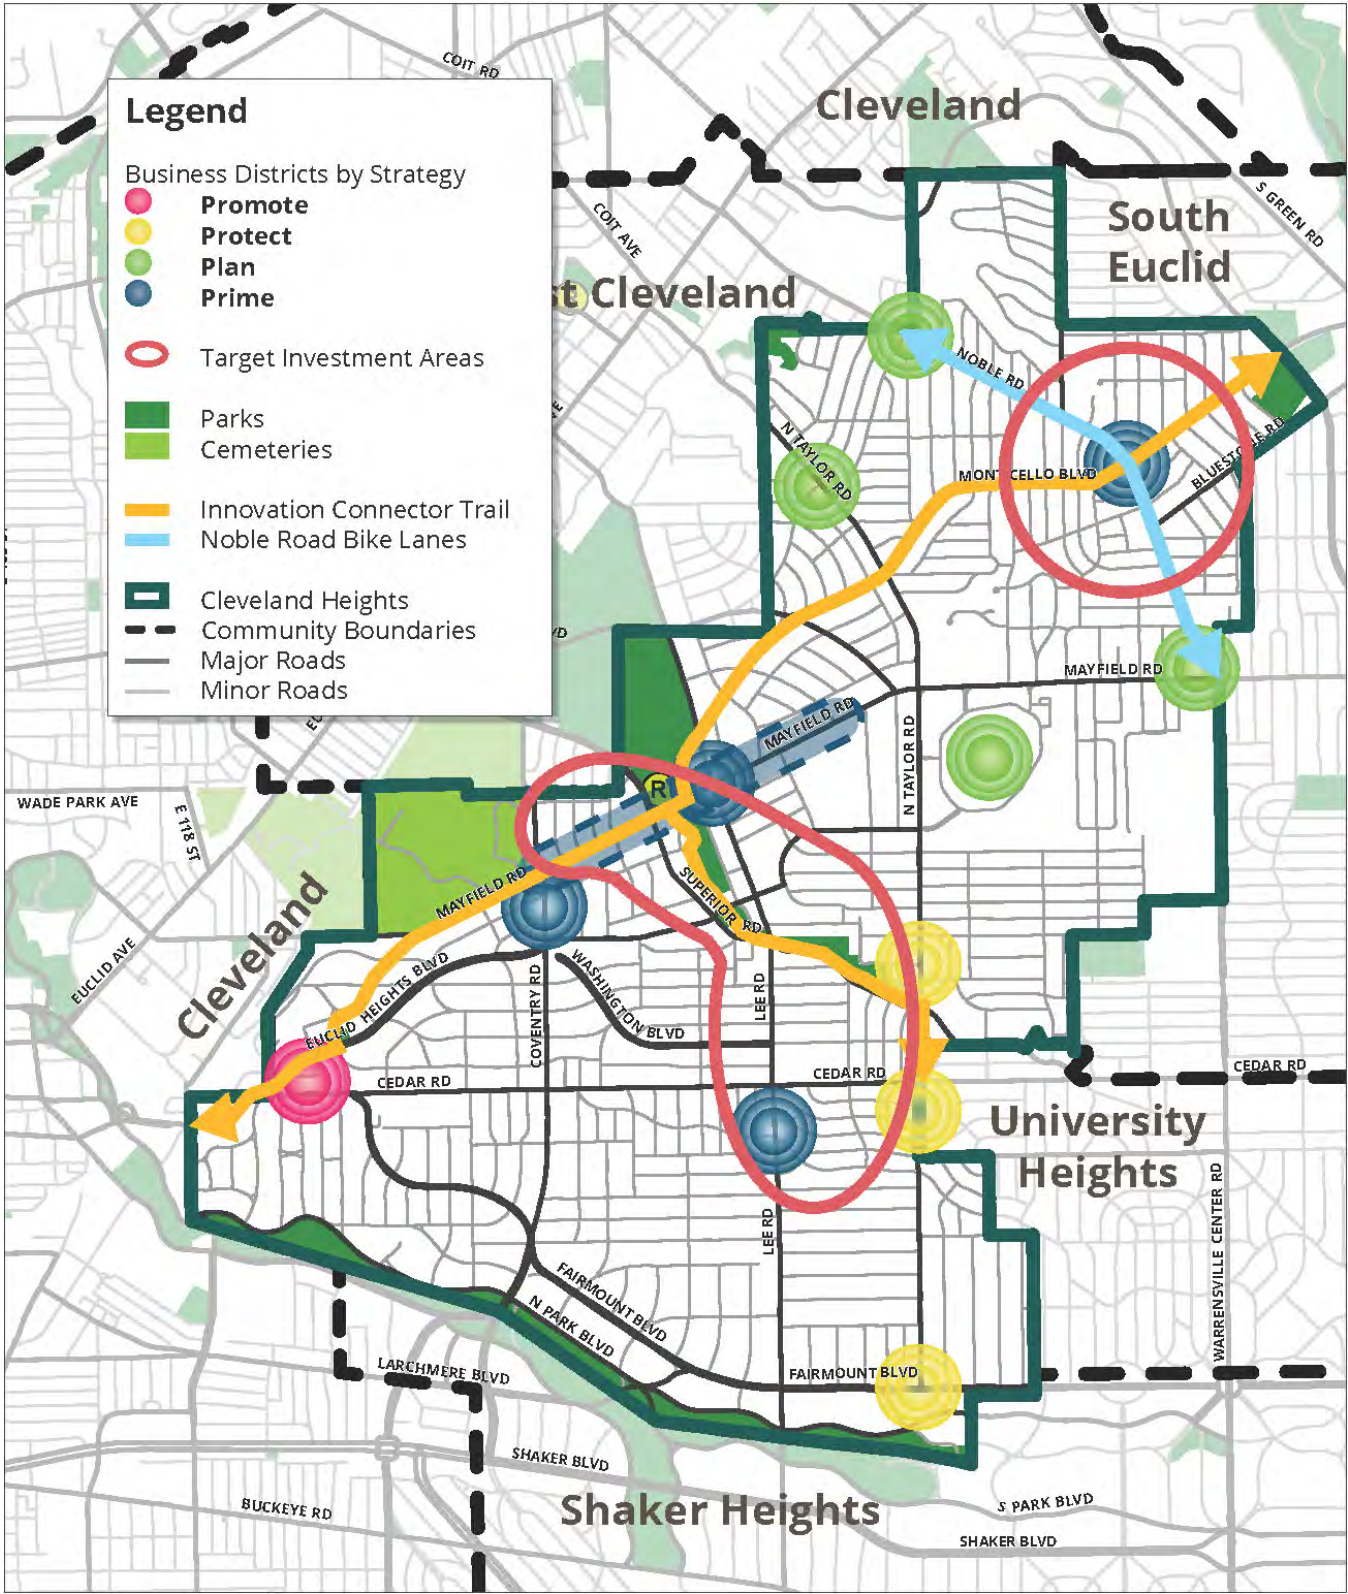 COIT RD
Cleveland
Legend
Business Districts by Strategy
Promote
Protect
Plan
Prime
Target Investment Areas
Parks
Cemeteries
Innovation Connector Trail
Noble Road Bike Lanes
Cleveland Heights
Community Boundaries
Major Roads
Minor Roads
S GREEN RD
COIT AVE
South
Euclid
st Cleveland
NOBLE RD
N TAYLOR RD
MONTICELLO BLVD
BLUESTONE RD
MAYFIELD RD
MAYFIELD RD
N TAYLOR RD
R
WADE PARK AVE
E 118 ST
MAYFIELD RD
SUPERIOR RD
Cleveland
EUCLID AVE
EUCLID HEIGHTS BLVD
WASHINGTON BLVD
COVENTRY RD
LEE RD
CEDAR RD
CEDAR RD
CEDAR RD
University
Heights
WARRENSVILLE CENTER RD
LEE RD
FAIRMOUNT BLVD
N PARK BLVD
FAIRMOUNT BLVD
LARCHMERE BLVD
SHAKER BLVD
BUCKEYE RD
Shaker Heights
S PARK BLVD
SHAKER BLVD